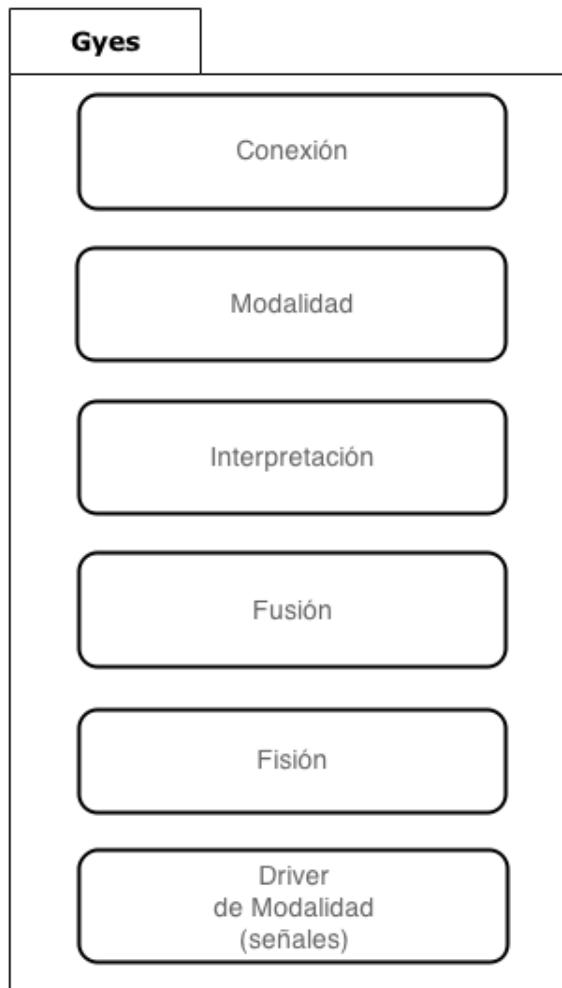 Gyes
Conexión
Modalidad
Interpretación
Fusión
Fisión
Driver
de Modalidad
(señales)